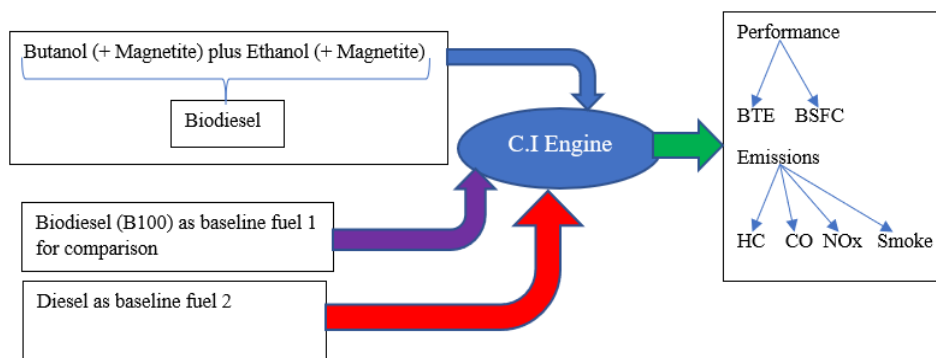 Butanol (+ Magnetite) plus Ethanol (+ Magnetite)
Biodiesel
Biodiesel (B100) as baseline fuel 1
for comparison
Diesel as baseline fuel 2
C.I Engine
Performance
BTE BSFC
Emissions
HC CO NOx Smoke